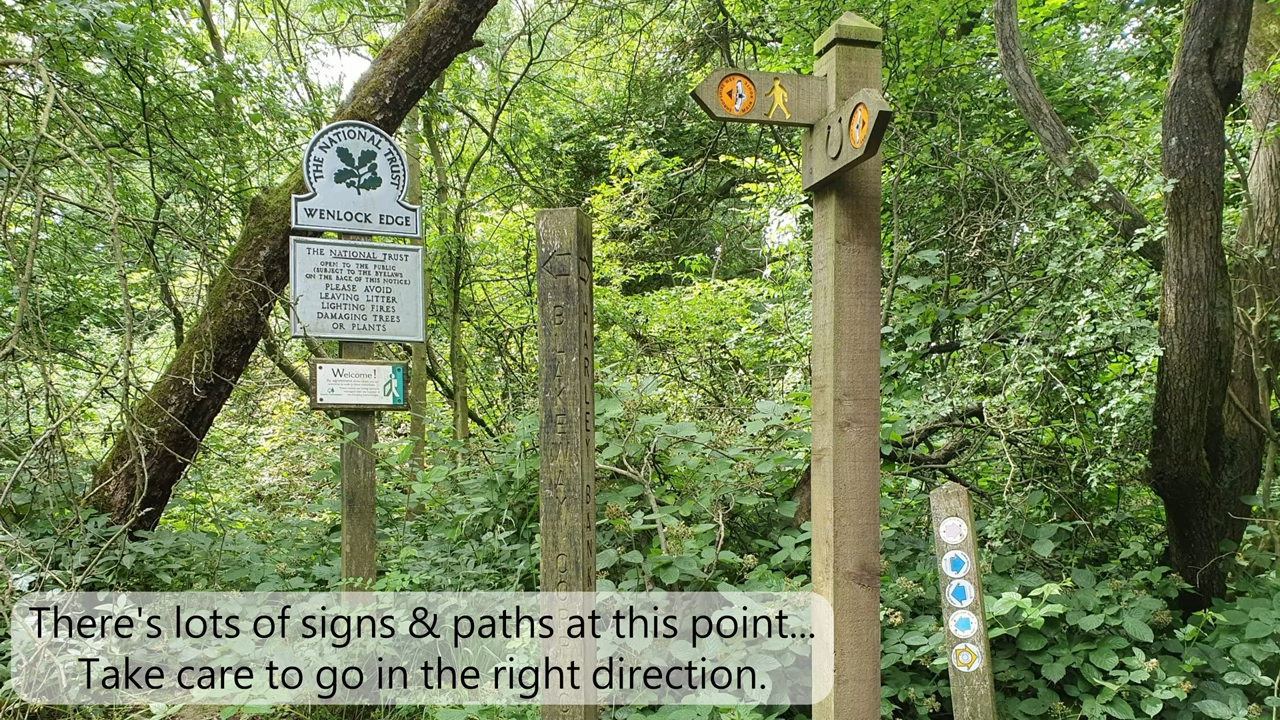 THE NATIONAL TRUST
WENLOCK EDGE
THE NATIONAL TRUST
OPEN TO THE PUBLIC
(SUBJECT TO THE BYELAWS
ON THE BACK OF THIS NOTICE)
PLEASE AVOID
LEAVING LITTER
LIGHTING FIRES
DAMAGING TREES
OR PLANTS
Welcome!
BLAKEWAY
There's lots of signs & paths at this point...
Take care to go in the right direction.